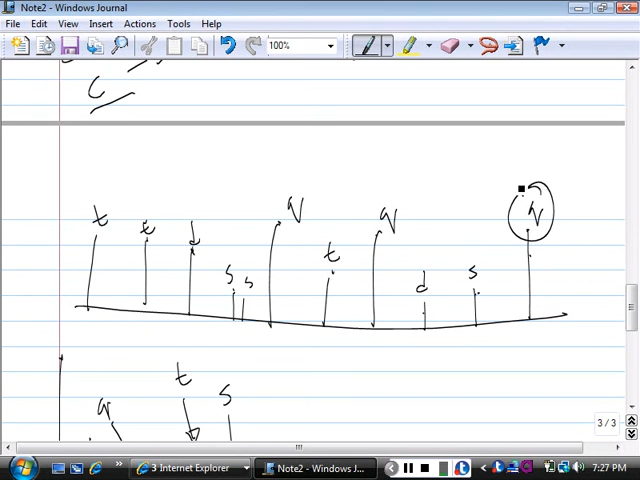 Note2 - Windows Journal
File Edit View Insert Actions Tools Help
100%
C
t t d s s q t q d s q
t s
q
3 / 3
3 Internet Explorer
Note2 - Windows J...
7:27 PM